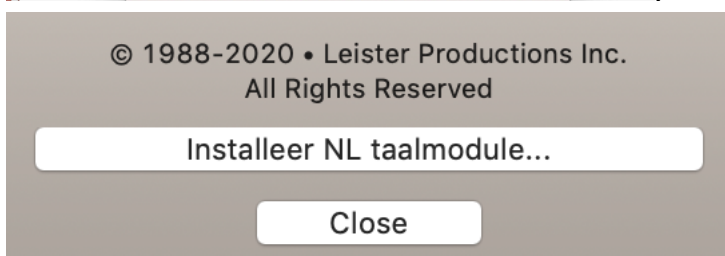 © 1988-2020 • Leister Productions Inc.
All Rights Reserved
Installeer NL taalmodule...
Close